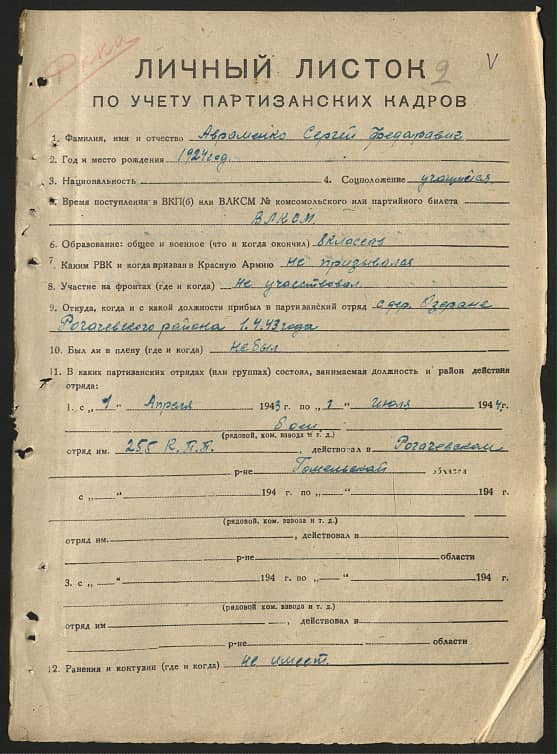 2 V
ЛИЧНЫЙ ЛИСТОК
ПО УЧЕТУ ПАРТИЗАНСКИХ КАДРОВ
1. Фамилия, имя и отчество Авраменко Сергей Федаравич
2. Год и место рождения 1924 год.
3. Национальность 4. Соцположение учащийся
5. Время поступления в ВКП(б) или ВЛКСМ № комсомольского или партийного билета
ВЛКСМ
6. Образование: общее и военное (что и когда окончил) 8 классов
7. Каким РВК и когда призван в Красную Армию не призывался
8. Участие на фронтах (где и когда) Не участвовал
9. Откуда, когда и с какой должности прибыл в партизанский отряд с дер. Озеране
Рогачевского района 1.4.43 года
10. Был ли в плену (где и когда) не был
11. В каких партизанских отрядах (или группах) состоял, занимаемая должность и район действия
отряда:
1. с „1“ Апреля 1943 г. по „1“ июля 1944 г.
боец
(рядовой, ком. взвода и т. д.)
отряд им. 255 К.П.П. , действовал в Рогачевском
р-не Гомельской области
с „ “ 194 г. по „ “ 194 г.
(рядовой, ком. взвода и т. д.)
отряд им. , действовал в
р-не области
3. с „ “ 194 г. по „ “ 194 г.
(рядовой, ком. взвода и т. д.)
отряд им , действовал в
р-не области
12. Ранения и контузии (где и когда) не имеет.